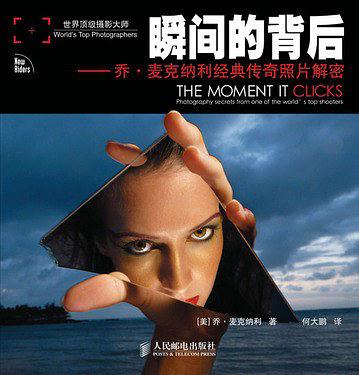 世界顶级摄影大师
World's Top Photographers
New Riders
瞬间的背后
——乔·麦克纳利经典传奇照片解密
THE MOMENT IT CLICKS
Photography secrets from one of the world's top shooters
[美] 乔·麦克纳利 著 何大鹏 译
人民邮电出版社
POSTS & TELECOM PRESS